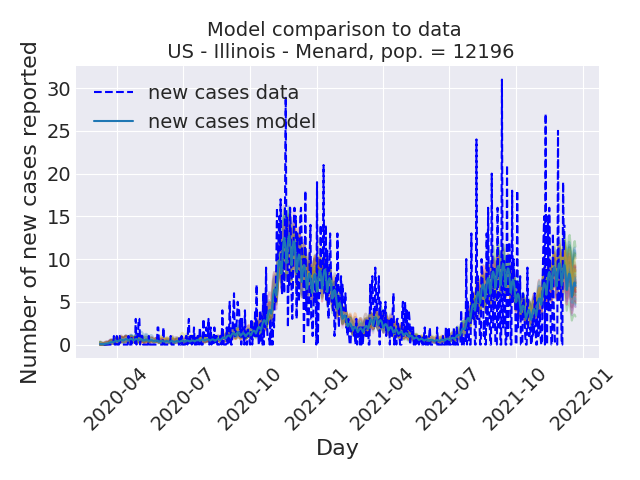 Model comparison to data
US - Illinois - Menard, pop. = 12196
Number of new cases reported
30
25
20
15
10
5
0
new cases data
new cases model
2020-04
2020-07
2020-10
2021-01
2021-04
2021-07
2021-10
2022-01
Day